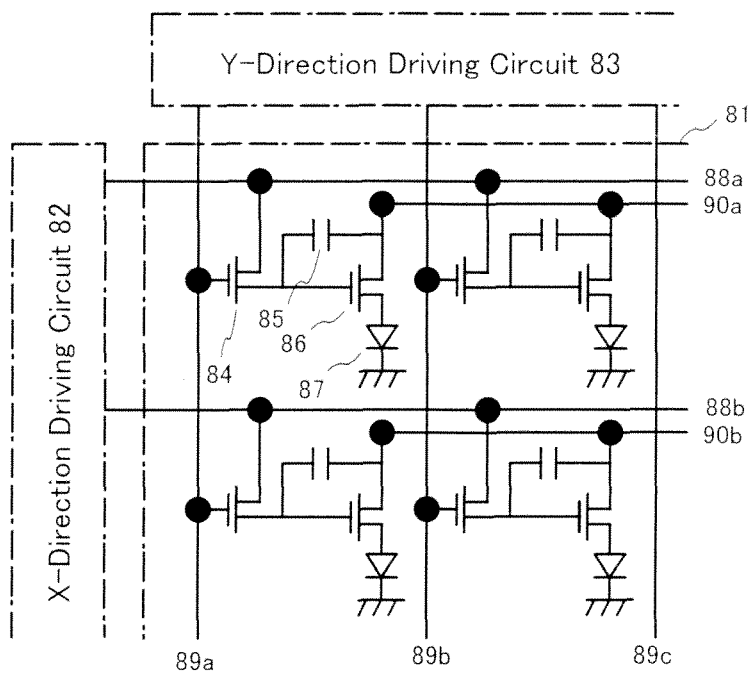 Y-Direction Driving Circuit 83
81
X-Direction Driving Circuit 82
88a
90a
85
86
84
87
88b
90b
89a
89b
89c